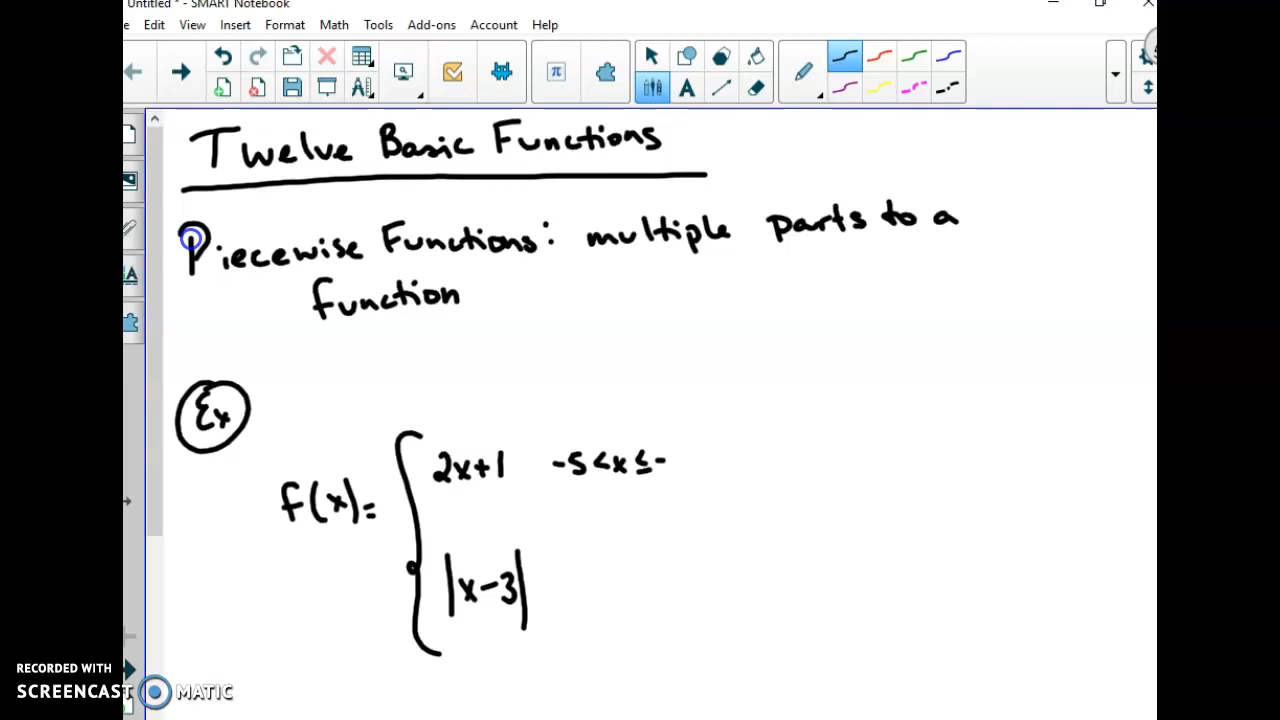 Untitled * - SMART Notebook
e Edit View Insert Format Math Tools Add-ons Account Help
π
A
A
Twelve Basic Functions
Piecewise Functions: multiple parts to a
function
Ex
f(x)= { 2x+1 -5<x≤-
|x-3|
RECORDED WITH
SCREENCAST MATIC